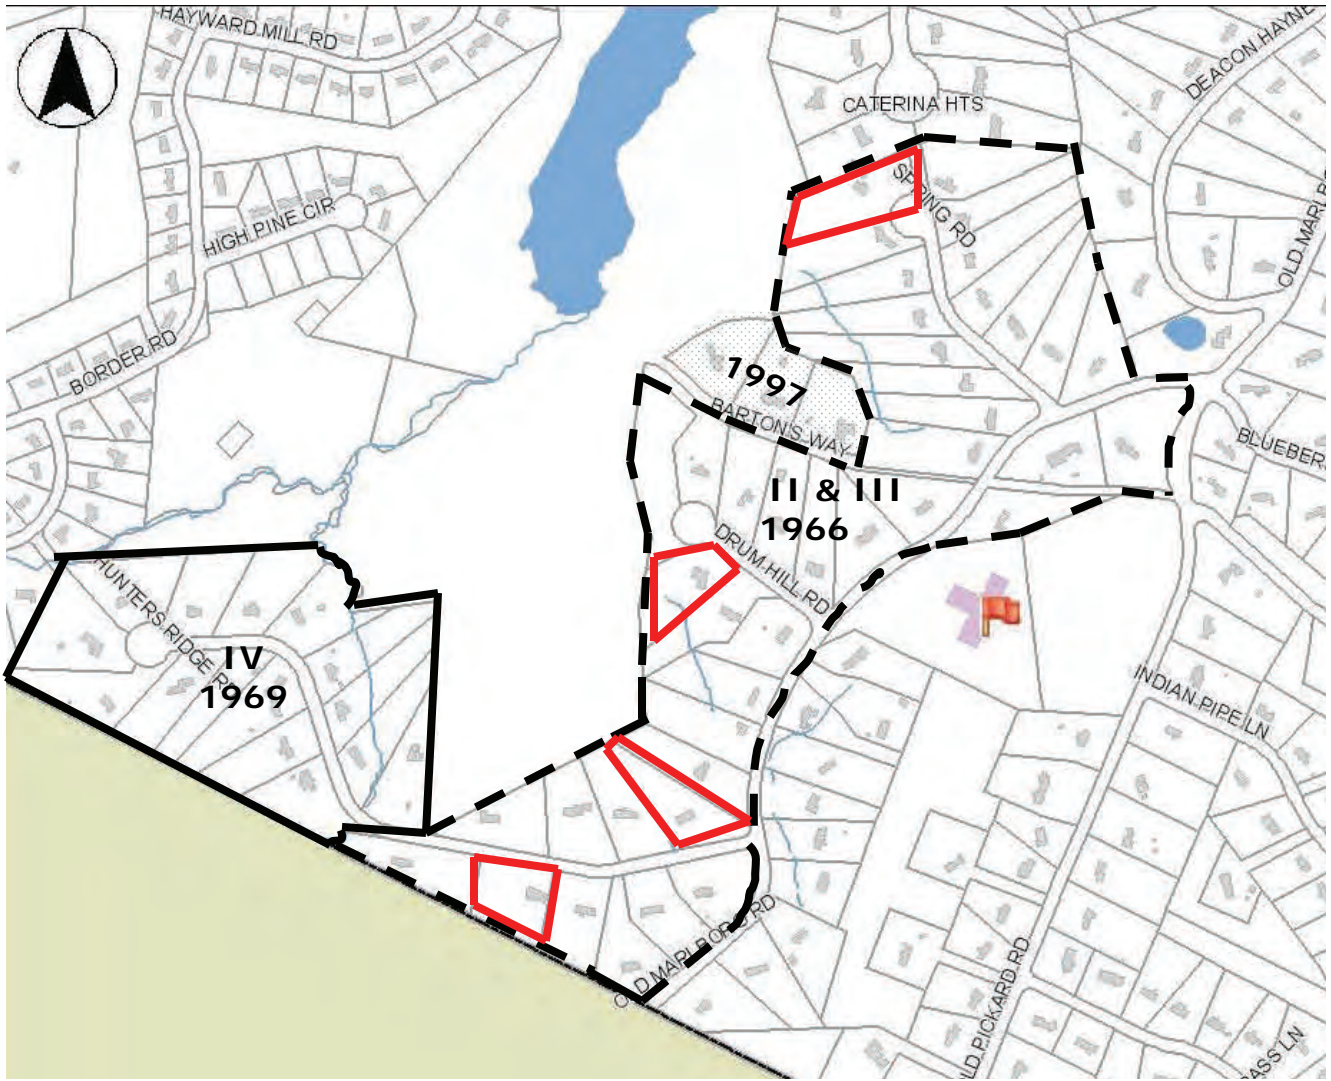 HAYWARD MILL RD
DEACON HAYNE
CATERINA HTS
SPRING RD
OLD MARLBO
HIGH PINE CIR
BORDER RD
1997
BARTON'S WAY
BLUEBER
II & III
1966
DRUM HILL RD
HUNTERS RIDGE R
IV
1969
INDIAN PIPE LN
OLD MARLBORO RD
OLD PICKARD RD
ASS LN